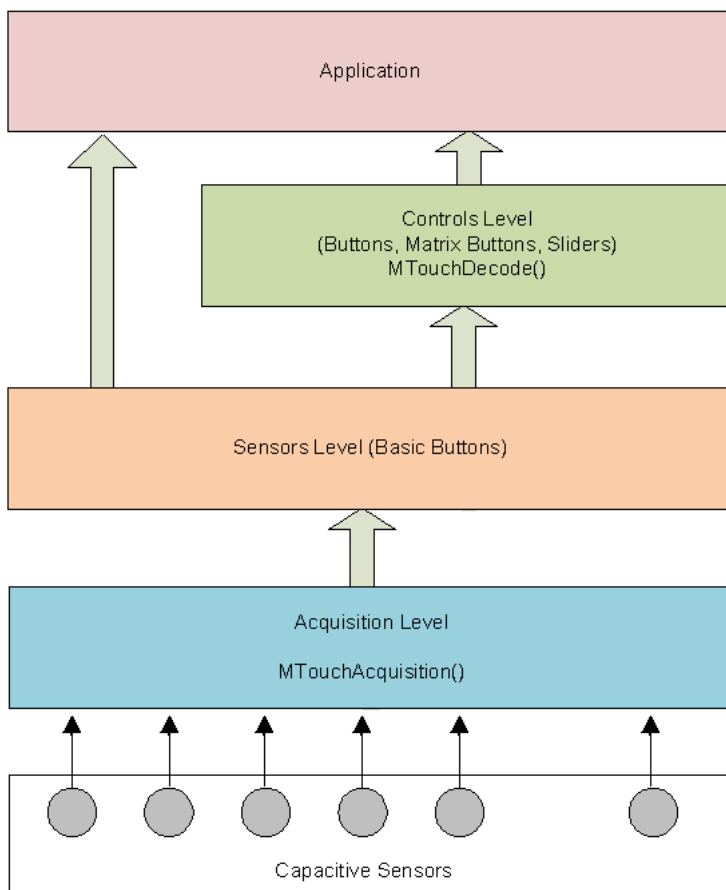 Application
Controls Level
(Buttons, Matrix Buttons, Sliders)
MTouchDecode()
Sensors Level (Basic Buttons)
Acquisition Level
MTouchAcquisition()
Capacitive Sensors